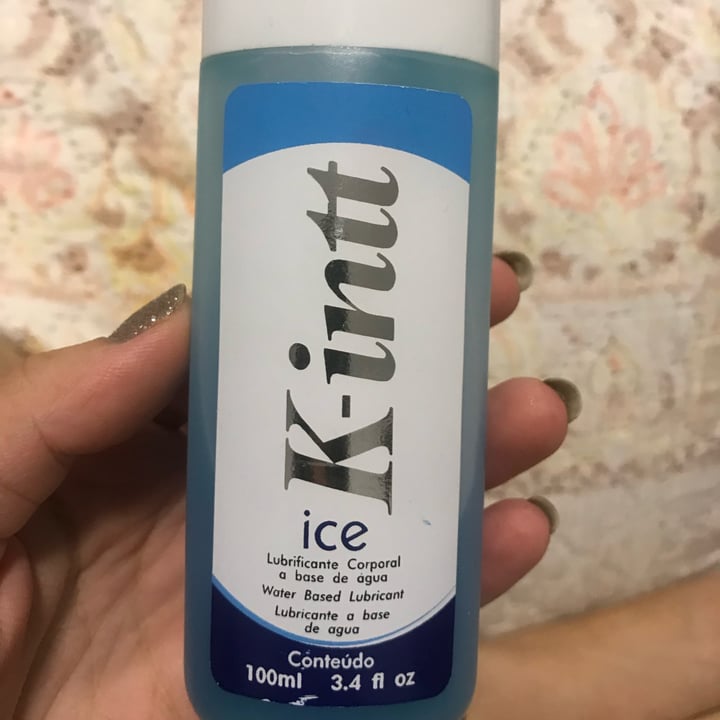 K-intt
ice
Lubrificante Corporal
a base de água
Water Based Lubricant
Lubricante a base
de agua
Conteúdo
100ml 3.4 fl oz